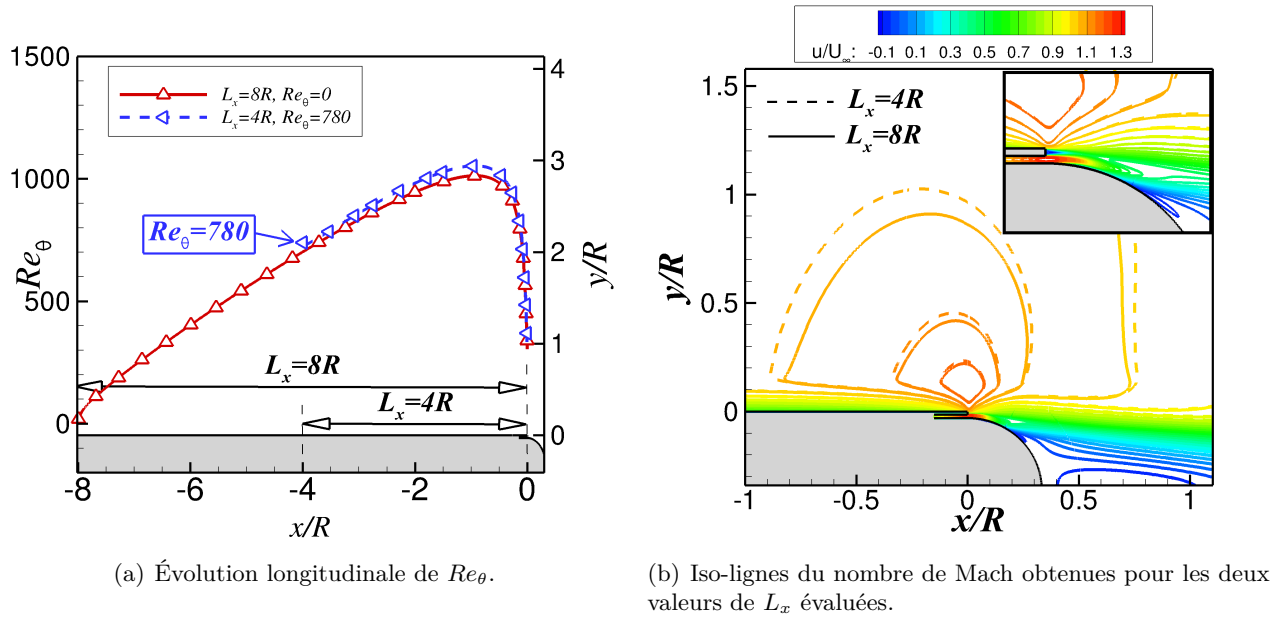 1500
1000
500
0
Re_θ
L_x=8R, Re_θ=0
L_x=4R, Re_θ=780
Re_θ=780
L_x=8R
L_x=4R
4
3
2
1
0
y/R
-8 -6 -4 -2 0
x/R
(a) Évolution longitudinale de Re_θ.
u/U_∞: -0.1 0.1 0.3 0.5 0.7 0.9 1.1 1.3
L_x=4R
L_x=8R
1.5
1
0.5
0
y/R
-1 -0.5 0 0.5 1
x/R
(b) Iso-lignes du nombre de Mach obtenues pour les deux
valeurs de L_x évaluées.